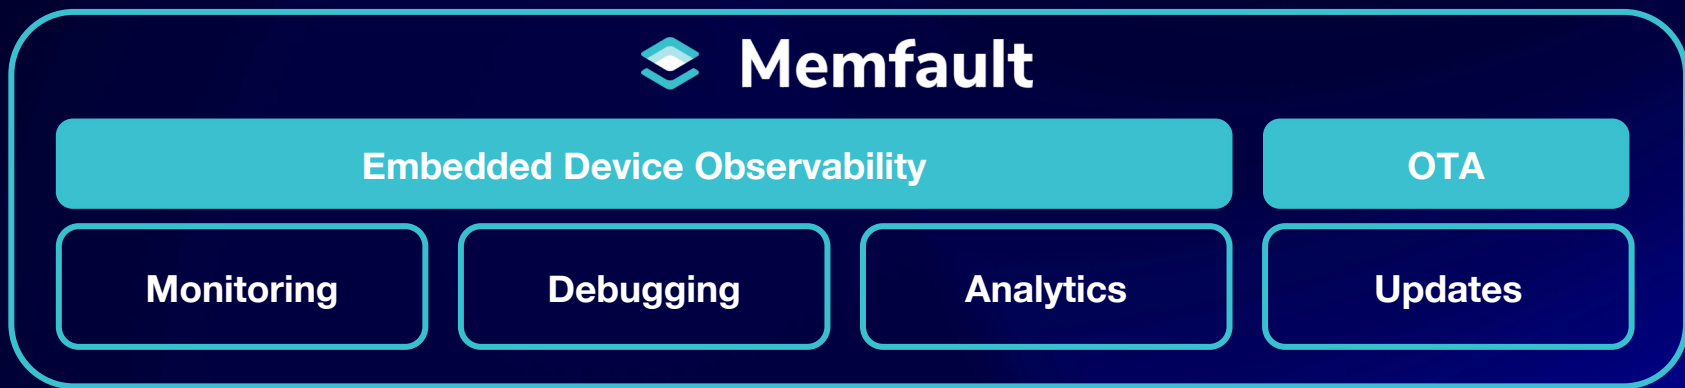 Memfault
Embedded Device Observability
OTA
Monitoring
Debugging
Analytics
Updates